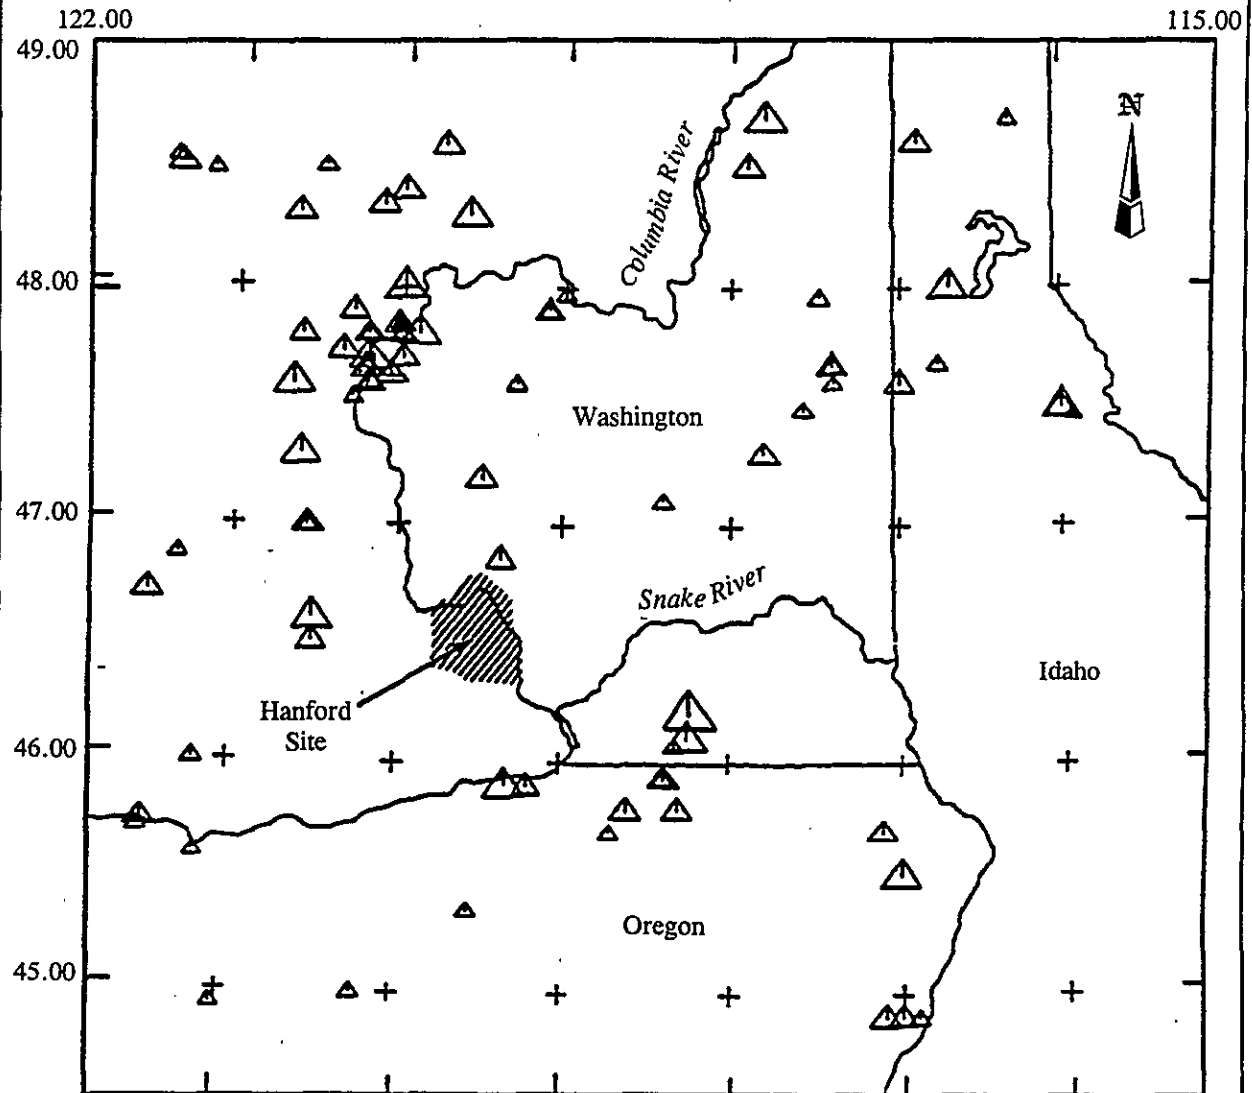 122.00
115.00
49.00
N
Columbia River
48.00
Washington
47.00
Snake River
Idaho
Hanford
Site
46.00
Oregon
45.00